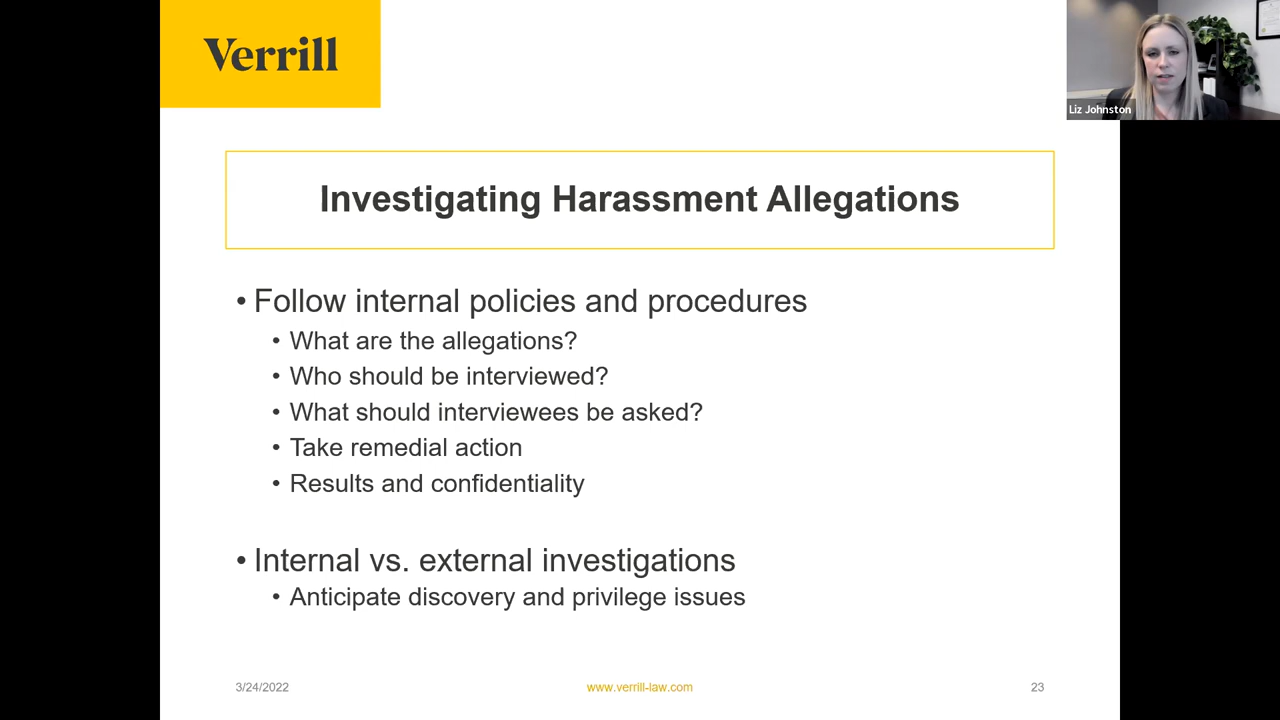 Verrill
Liz Johnston
Investigating Harassment Allegations
• Follow internal policies and procedures
• What are the allegations?
• Who should be interviewed?
• What should interviewees be asked?
• Take remedial action
• Results and confidentiality
• Internal vs. external investigations
• Anticipate discovery and privilege issues
3/24/2022
www.verrill-law.com
23